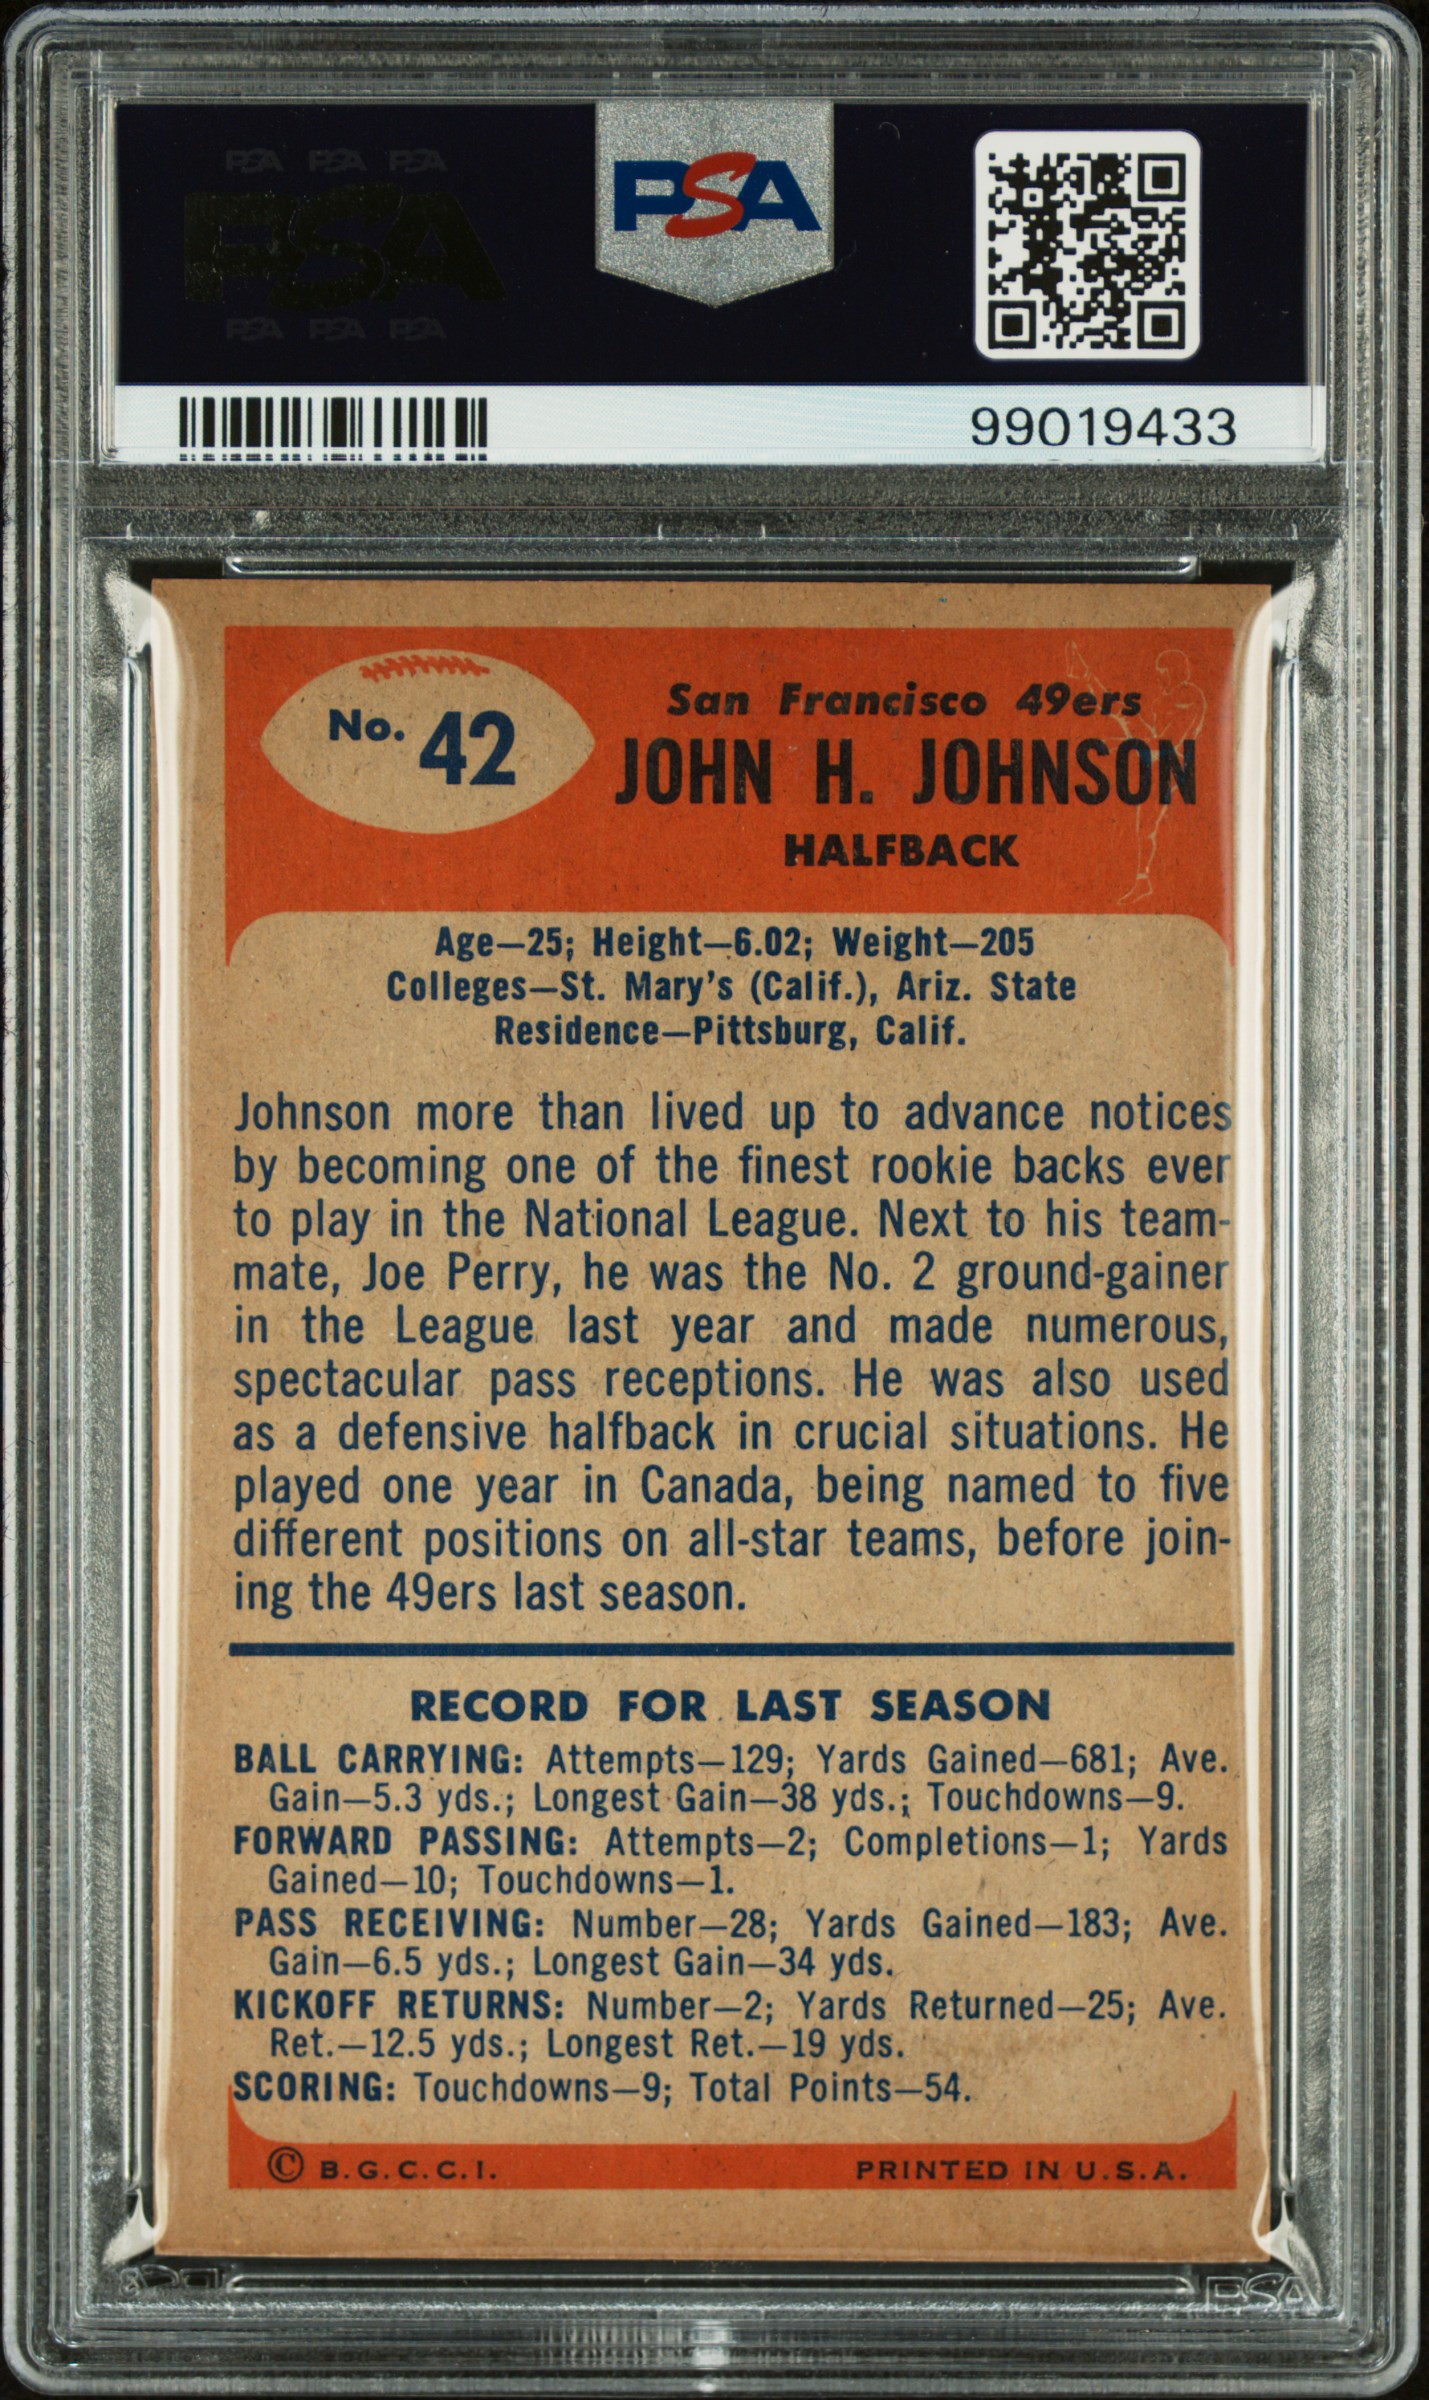 PSA PSA PSA
PSA
PSA PSA PSA
PSA
99019433
No. 42
San Francisco 49ers
JOHN H. JOHNSON
HALFBACK
Age—25; Height—6.02; Weight—205
Colleges—St. Mary's (Calif.), Ariz. State
Residence—Pittsburg, Calif.
Johnson more than lived up to advance notices
by becoming one of the finest rookie backs ever
to play in the National League. Next to his team-
mate, Joe Perry, he was the No. 2 ground-gainer
in the League last year and made numerous,
spectacular pass receptions. He was also used
as a defensive halfback in crucial situations. He
played one year in Canada, being named to five
different positions on all-star teams, before join-
ing the 49ers last season.
RECORD FOR LAST SEASON
BALL CARRYING: Attempts—129; Yards Gained—681; Ave.
Gain—5.3 yds.; Longest Gain—38 yds.; Touchdowns—9.
FORWARD PASSING: Attempts—2; Completions—1; Yards
Gained—10; Touchdowns—1.
PASS RECEIVING: Number—28; Yards Gained—183; Ave.
Gain—6.5 yds.; Longest Gain—34 yds.
KICKOFF RETURNS: Number—2; Yards Returned—25; Ave.
Ret.—12.5 yds.; Longest Ret.—19 yds.
SCORING: Touchdowns—9; Total Points—54.
© B.G.C.C.I. PRINTED IN U.S.A.
PSA